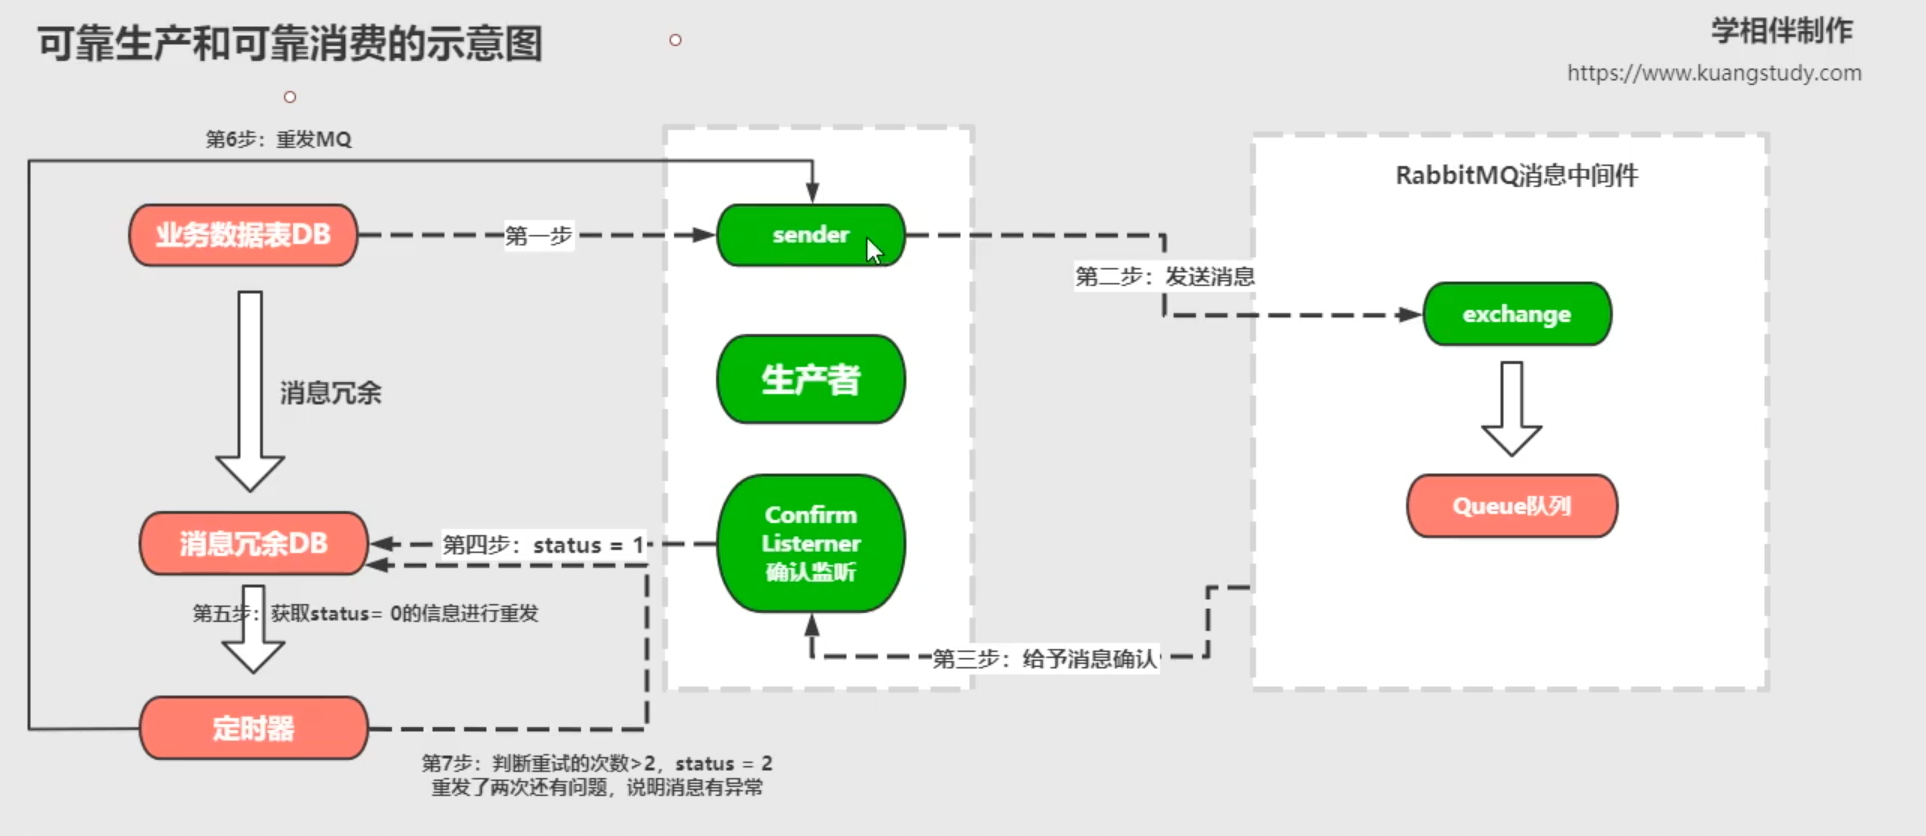 可靠生产和可靠消费的示意图
学相伴制作
https://www.kuangstudy.com
第6步：重发MQ
RabbitMQ消息中间件
业务数据表DB
第一步
sender
第二步：发送消息
exchange
消息冗余
生产者
Queue队列
Confirm
Listerner
确认监听
消息冗余DB
第四步：status = 1
第五步：获取status= 0的信息进行重发
第三步：给予消息确认
定时器
第7步：判断重试的次数>2，status = 2
重发了两次还有问题，说明消息有异常